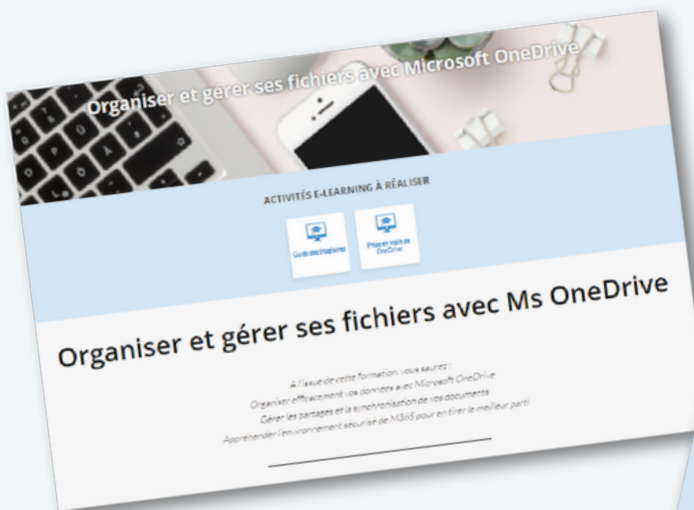 Organiser et gérer ses fichiers avec Microsoft OneDrive
ACTIVITÉS E-LEARNING À RÉALISER
Guide des Stagiaires
Prise en main de
OneDrive
Organiser et gérer ses fichiers avec Ms OneDrive
A l'issue de cette formation, vous saurez :
Organiser efficacement vos données avec Microsoft OneDrive
Gérer les partages et la synchronisation de vos documents
Appréhender l'environnement sécurisé de M365 pour en tirer le meilleur parti